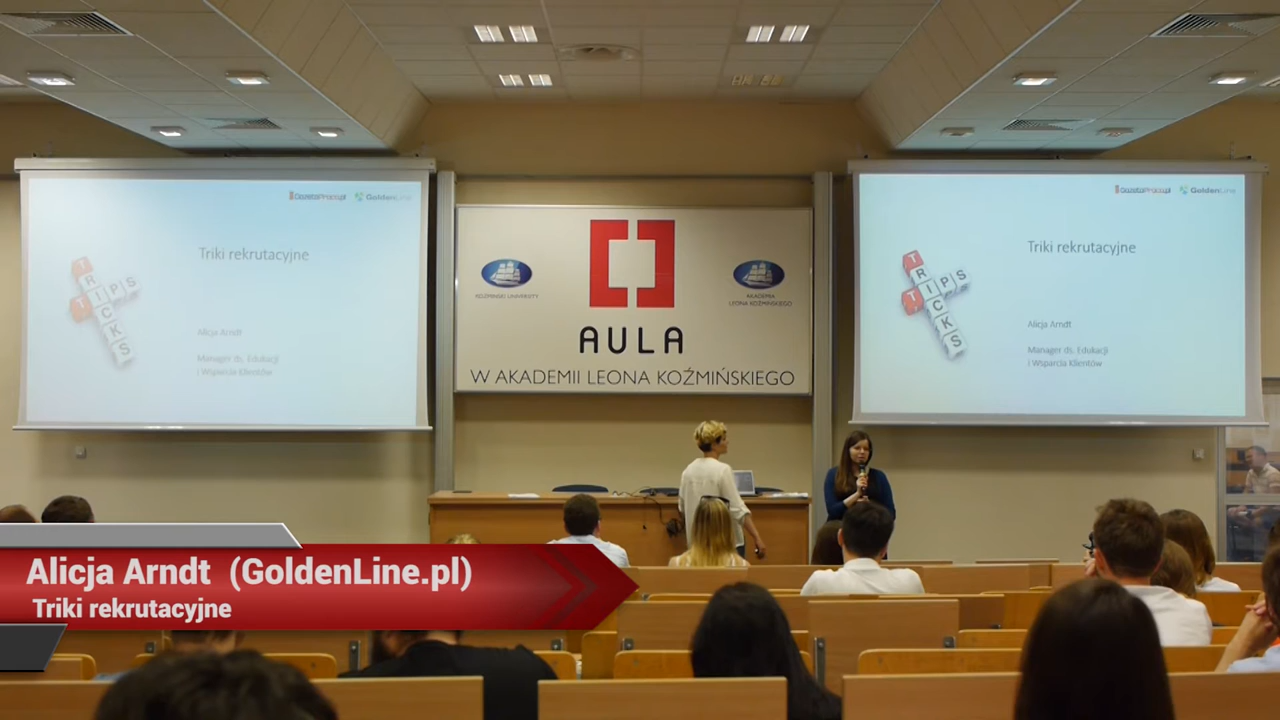 GazetaPraca.pl GoldenLine
Triki rekrutacyjne
TRICKS
TIPS
Alicja Arndt
Manager ds. Edukacji
i Wsparcia Klientów
KOZMINSKI UNIVERSITY
AKADEMIA
LEONA KOŹMIŃSKIEGO
AULA
W AKADEMII LEONA KOŹMIŃSKIEGO
GazetaPraca.pl GoldenLine
Triki rekrutacyjne
TRICKS
TIPS
Alicja Arndt
Manager ds. Edukacji
i Wsparcia Klientów
Alicja Arndt (GoldenLine.pl)
Triki rekrutacyjne